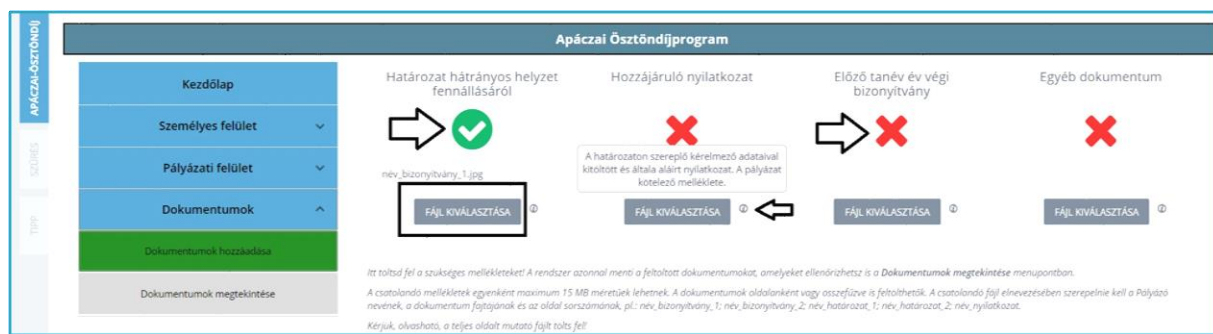 Apáczai Ösztöndíjprogram
APÁCZAI-ÖSZTÖNDÍJ
SZŰRÉS
TIPP
Kezdőlap
Személyes felület
Pályázati felület
Dokumentumok
Dokumentumok hozzáadása
Dokumentumok megtekintése
Határozat hátrányos helyzet
fennállásáról
név_bizonyítvány_1.jpg
FÁJL KIVÁLASZTÁSA
Hozzájáruló nyilatkozat
A határozaton szereplő kérelmező adataival
kitöltött és általa aláírt nyilatkozat. A pályázat
kötelező melléklete.
FÁJL KIVÁLASZTÁSA
Előző tanév év végi
bizonyítvány
FÁJL KIVÁLASZTÁSA
Egyéb dokumentum
FÁJL KIVÁLASZTÁSA
Itt töltsd fel a szükséges mellékleteket! A rendszer azonnal menti a feltöltött dokumentumokat, amelyeket ellenőrizhetsz is a Dokumentumok megtekintése menüpontban.
A csatolandó mellékletek egyenként maximum 15 MB méretűek lehetnek. A dokumentumok oldalanként vagy összefűzve is feltölthetők. A csatolandó fájl elnevezésében szerepelnie kell a Pályázó
nevének, a dokumentum fajtájának és az oldal sorszámának, pl.: név_bizonyítvány_1; név_bizonyítvány_2; név_határozat_1; név_határozat_2; név_nyilatkozat.
Kérjük, olvasható, a teljes oldalt mutató fájlt tölts fel!